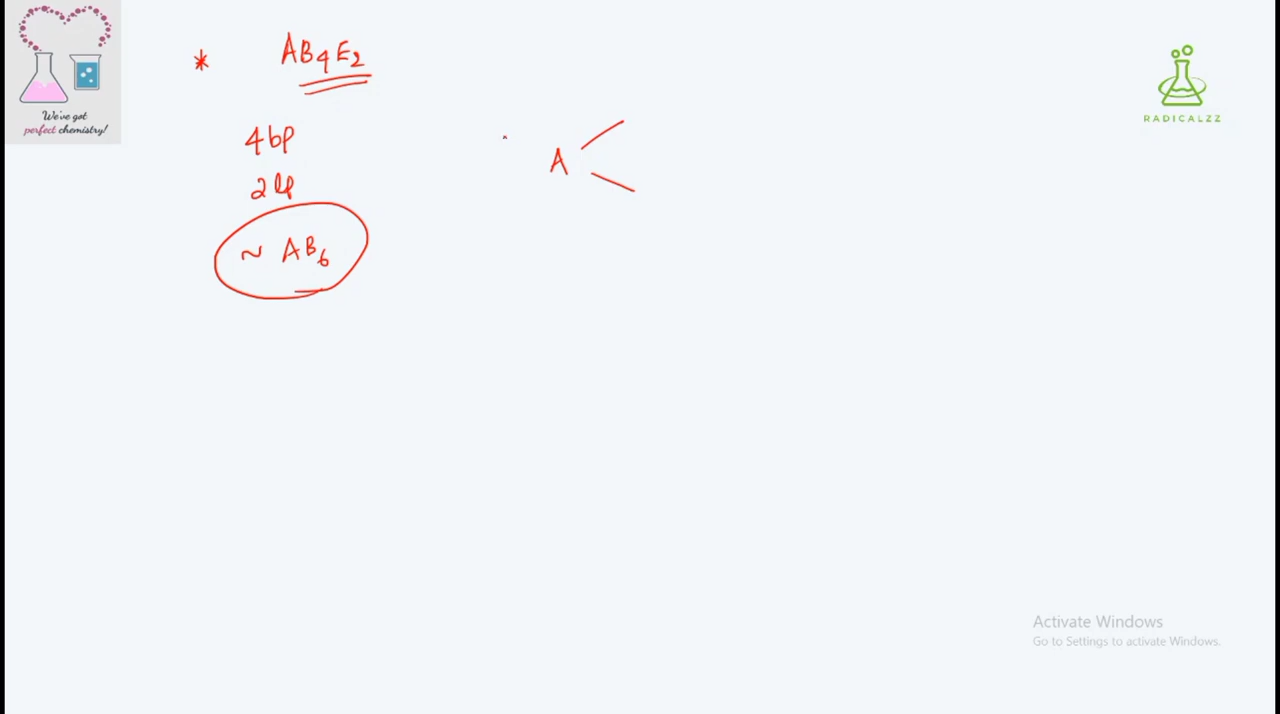 We've got
perfect chemistry!
* AB4E2
4bp
2lp
~ AB6
A
RADICALZZ
Activate Windows
Go to Settings to activate Windows.